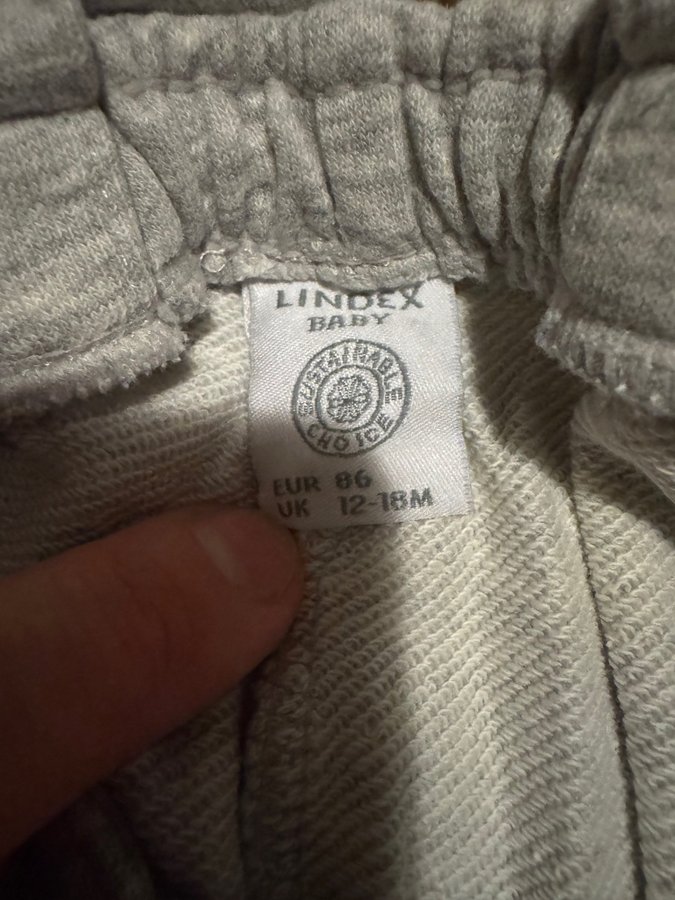 LINDEX
BABY
SUSTAINABLE
CHOICE
EUR 86
UK 12-18M